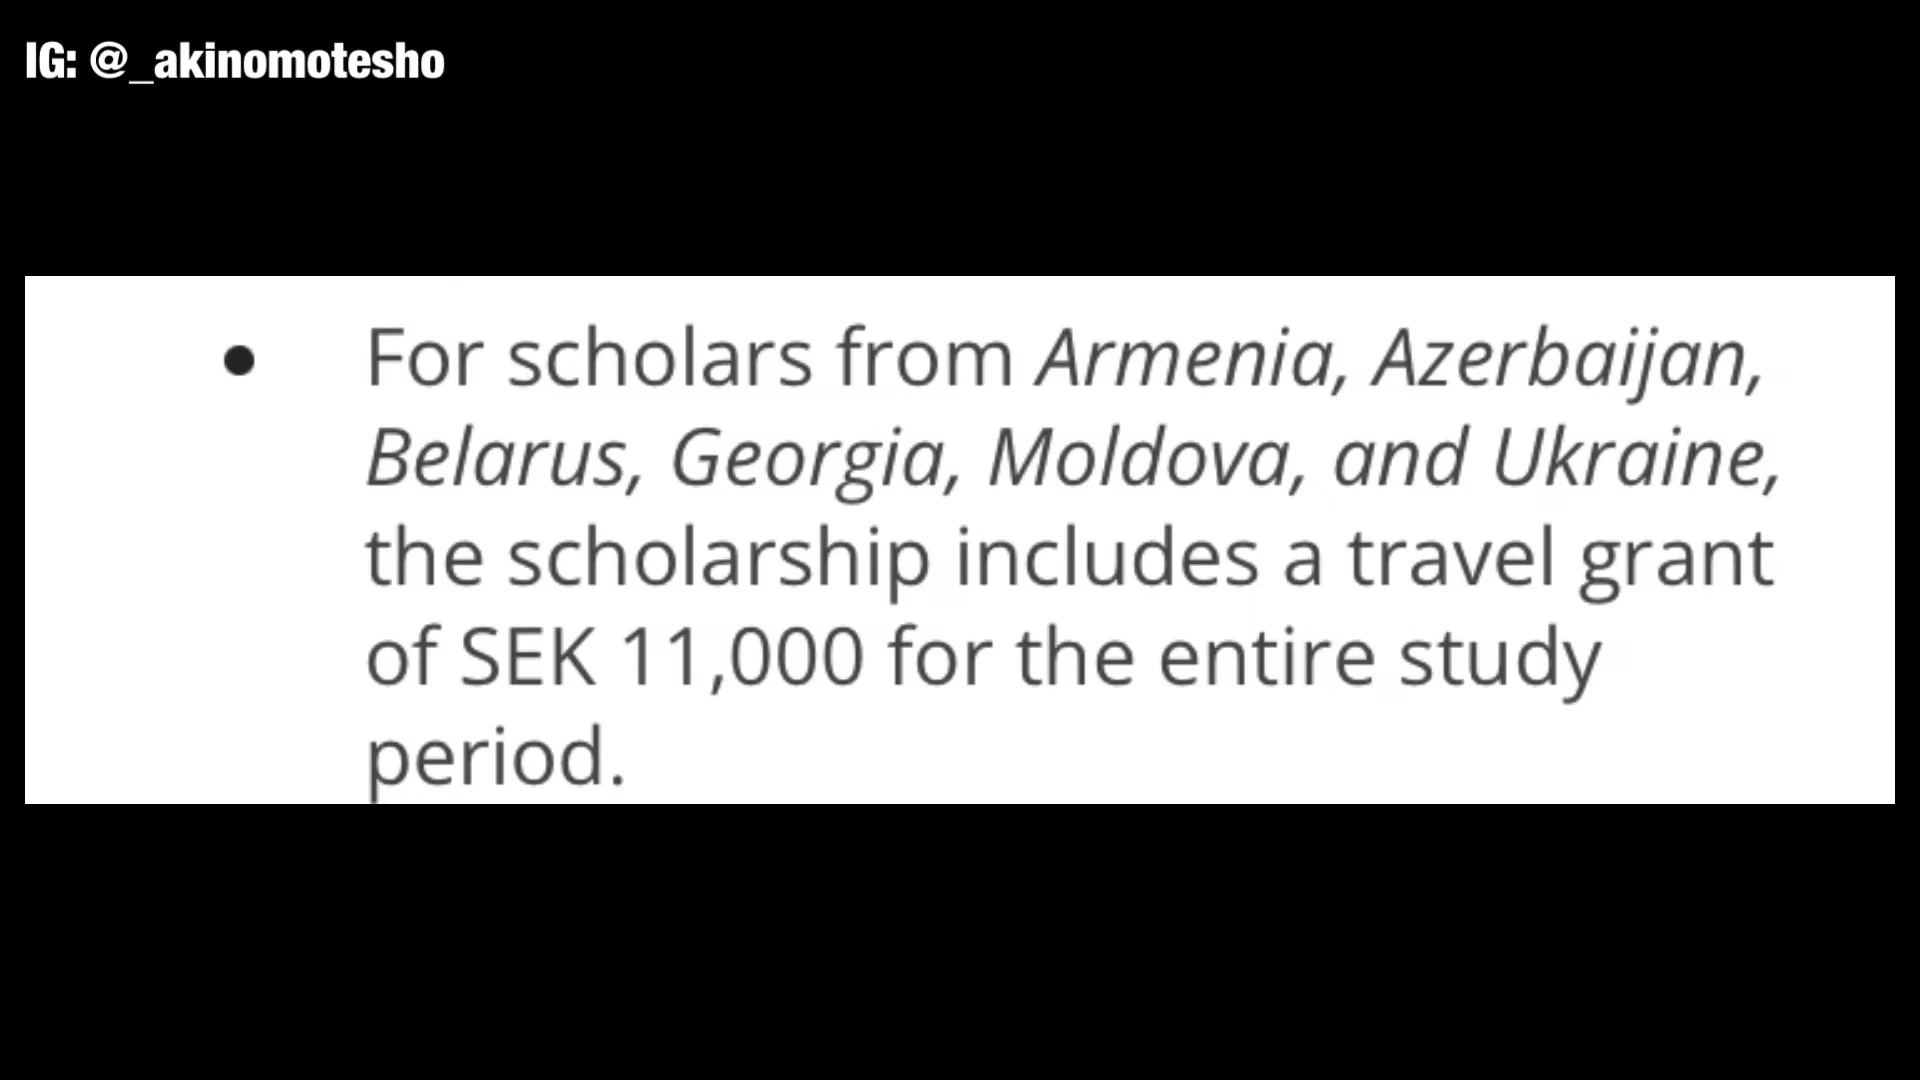 IG: @_akinomotesho
• For scholars from Armenia, Azerbaijan,
Belarus, Georgia, Moldova, and Ukraine,
the scholarship includes a travel grant
of SEK 11,000 for the entire study
period.